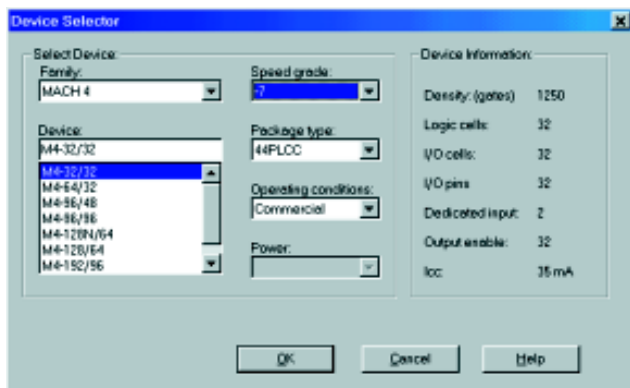 Device Selector
Select Device:
Family:
MACH 4
Device:
M4-32/32
M4-32/32
M4-64/32
M4-96/48
M4-96/96
M4-128N/64
M4-128/64
M4-192/96
Speed grade:
-7
Package type:
44PLCC
Operating conditions:
Commercial
Power:
Device Information:
Density: (gates) 1250
Logic cells: 32
I/O cells: 32
I/O pins 32
Dedicated input: 2
Output enable: 32
Icc: 35 mA
OK
Cancel
Help